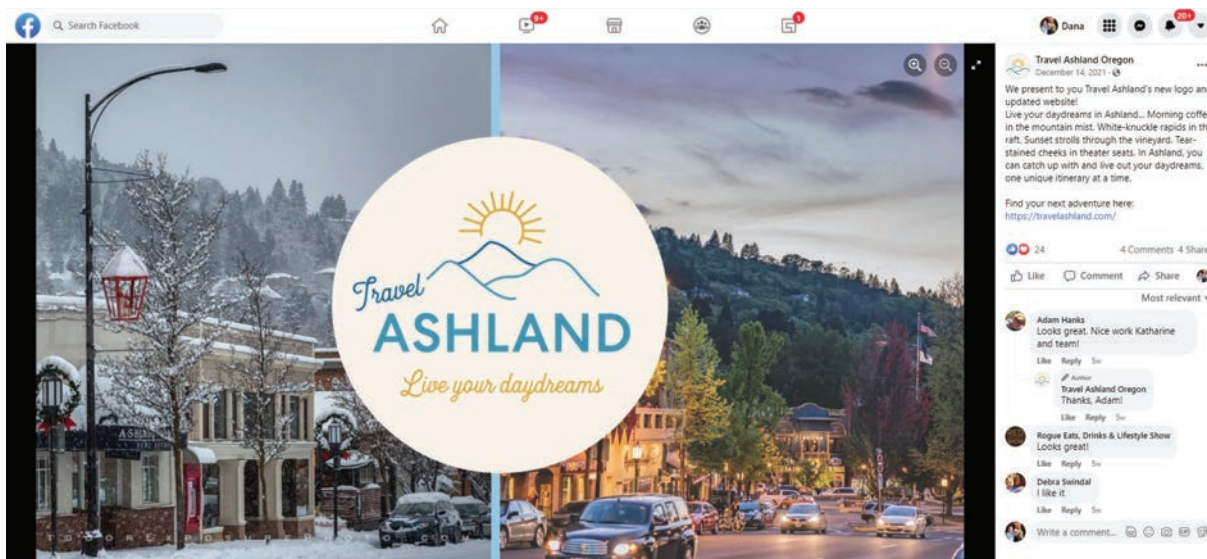 Search Facebook
9+
1
Dana
20+
Travel
ASHLAND
Live your daydreams
Travel Ashland Oregon
December 14, 2021 ·
We present to you Travel Ashland's new logo an
updated website!
Live your daydreams in Ashland... Morning coffe
in the mountain mist. White-knuckle rapids in th
raft. Sunset strolls through the vineyard. Tear-
stained cheeks in theater seats. In Ashland, you
can catch up with and live out your daydreams,
one unique itinerary at a time.
Find your next adventure here:
https://travelashland.com/
24 4 Comments 4 Share
Like Comment Share
Most relevant
Adam Hanks
Looks great. Nice work Katharine
and team!
Like Reply 5w
Author
Travel Ashland Oregon
Thanks, Adam!
Like Reply 5w
Rogue Eats, Drinks & Lifestyle Show
Looks great!
Like Reply 5w
Debra Swindal
I like it
Like Reply 5w
Write a comment...
GIF